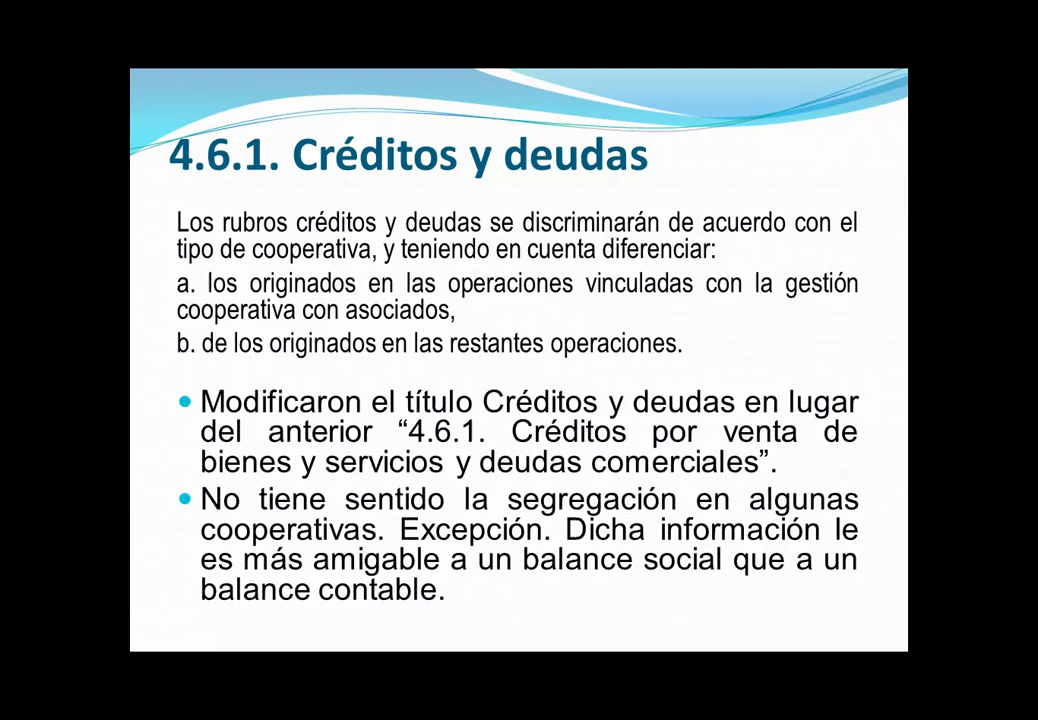 4.6.1. Créditos y deudas
Los rubros créditos y deudas se discriminarán de acuerdo con el
tipo de cooperativa, y teniendo en cuenta diferenciar:
a. los originados en las operaciones vinculadas con la gestión
cooperativa con asociados,
b. de los originados en las restantes operaciones.
• Modificaron el título Créditos y deudas en lugar
del anterior “4.6.1. Créditos por venta de
bienes y servicios y deudas comerciales”.
• No tiene sentido la segregación en algunas
cooperativas. Excepción. Dicha información le
es más amigable a un balance social que a un
balance contable.